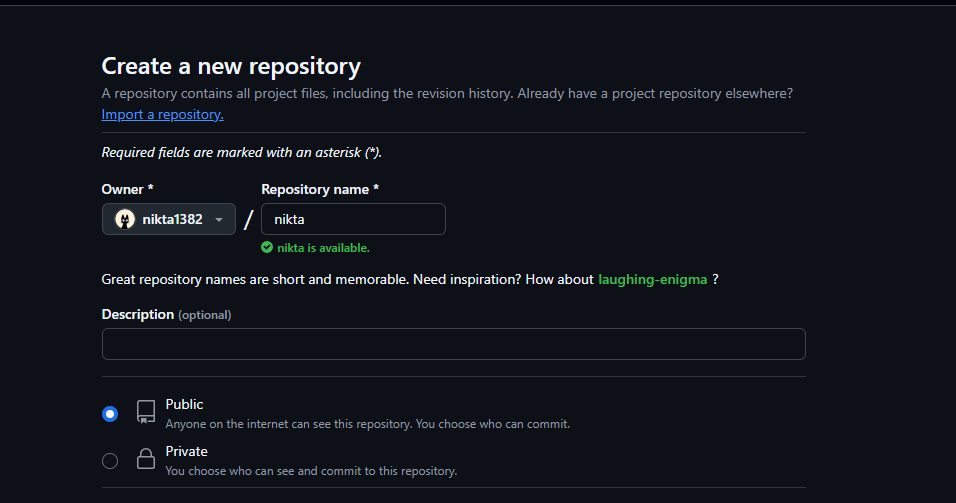 Create a new repository
A repository contains all project files, including the revision history. Already have a project repository elsewhere?
Import a repository.
Required fields are marked with an asterisk (*).
Owner *
Repository name *
nikta1382
/
nikta
nikta is available.
Great repository names are short and memorable. Need inspiration? How about laughing-enigma ?
Description (optional)
Public
Anyone on the internet can see this repository. You choose who can commit.
Private
You choose who can see and commit to this repository.